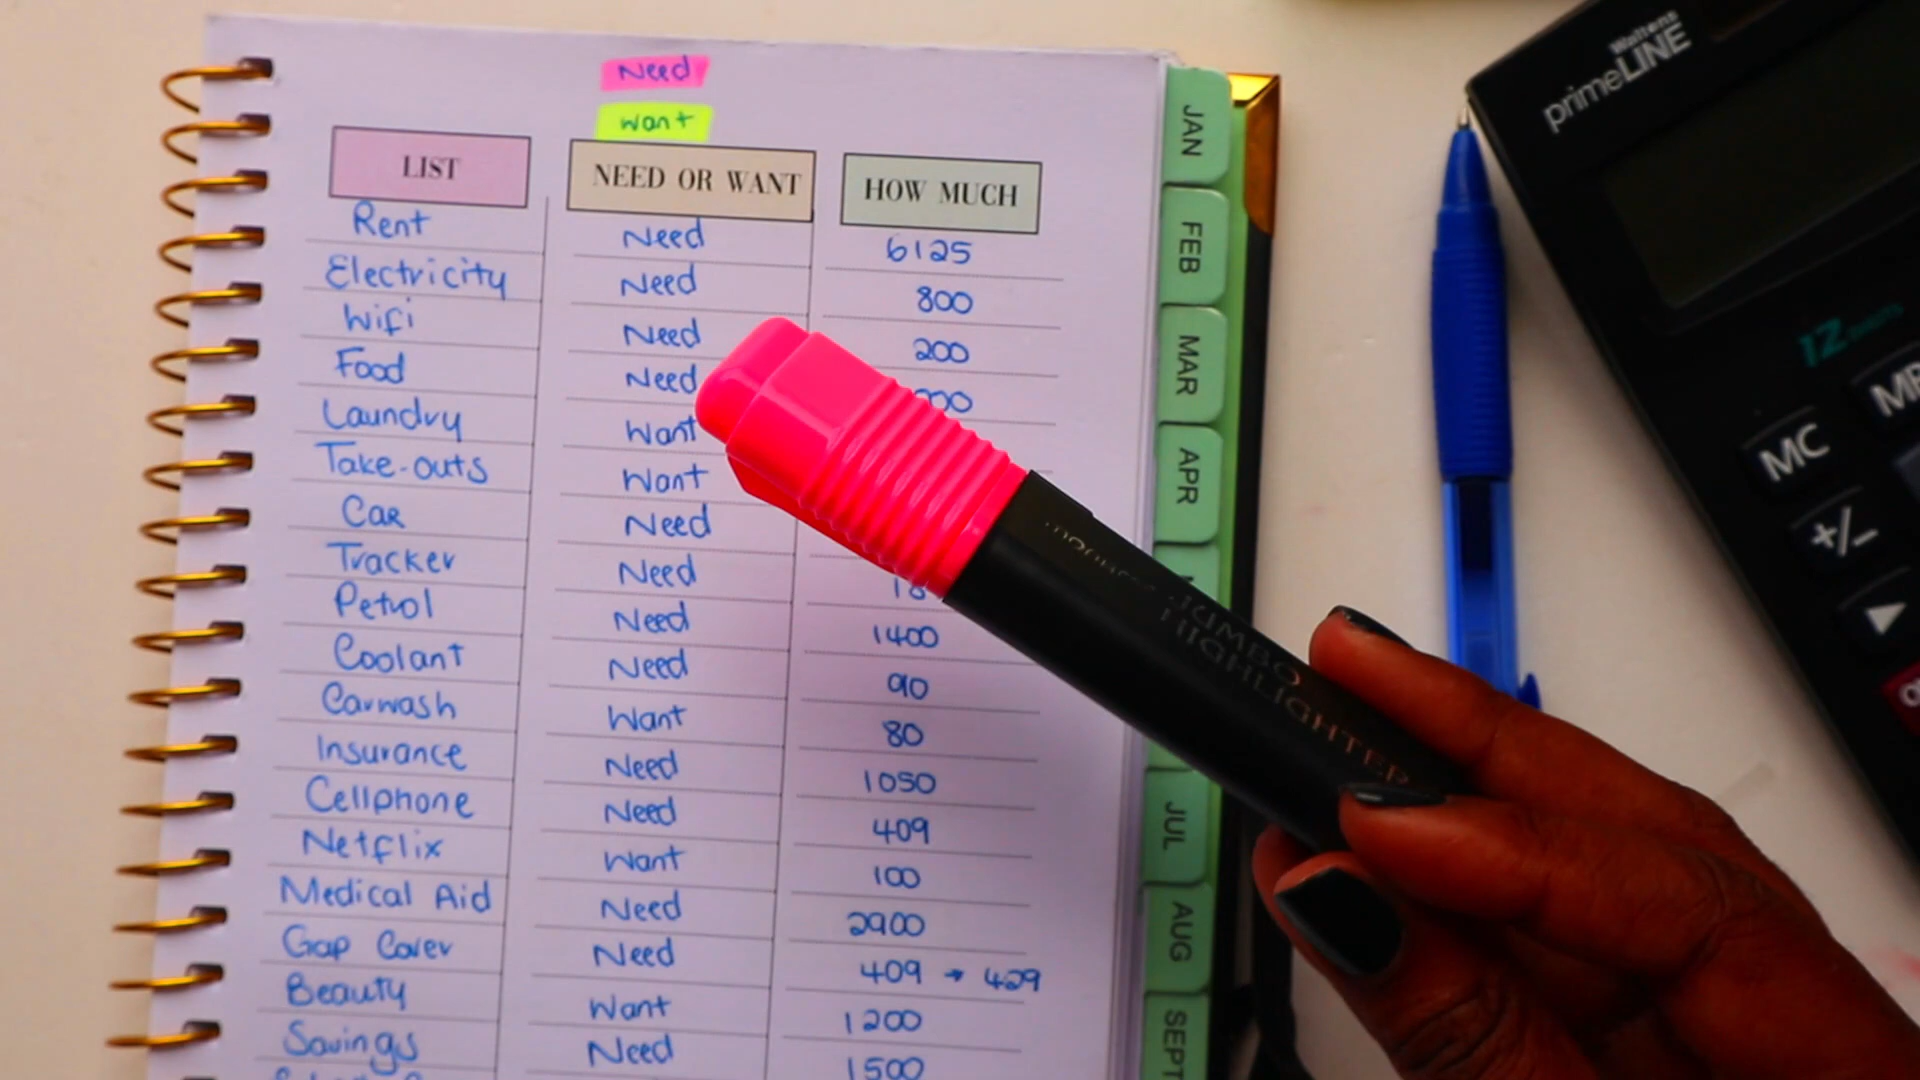 Need
Want
LIST NEED OR WANT HOW MUCH
Rent Need 6125
Electricity Need 800
Wifi Need 200
Food Need
Laundry Want
Take-outs Want
Car Need
Tracker Need
Petrol Need 1400
Coolant Need 90
Carwash Want 80
Insurance Need 1050
Cellphone Need 409
Netflix Want 100
Medical Aid Need 2900
Gap Cover Need 409 → 429
Beauty Want 1200
Savings Need 1500
JAN
FEB
MAR
APR
JUL
AUG
SEPT
JUMBO
HIGHLIGHTER
Waltons
primeLINE
12
MC
+/-